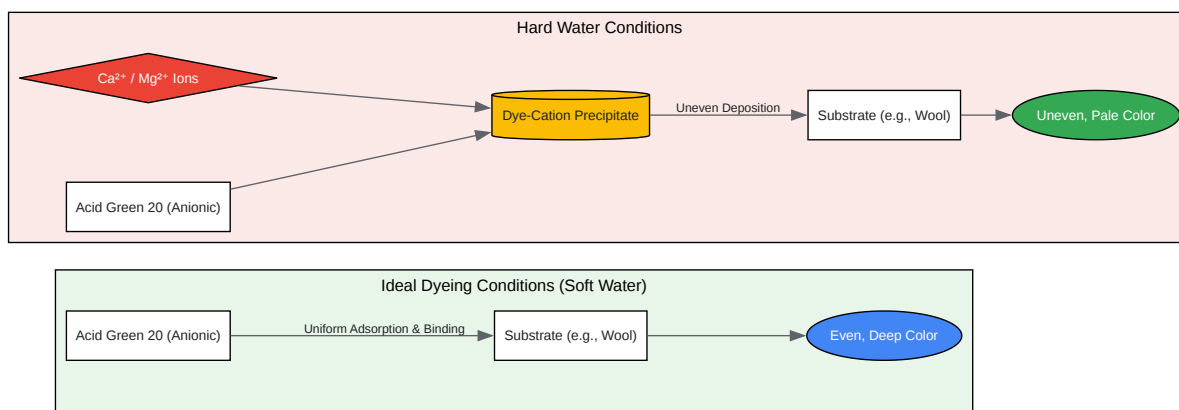 Hard Water Conditions
Ca²⁺ / Mg²⁺ Ions
Dye-Cation Precipitate
Uneven Deposition
Substrate (e.g., Wool)
Uneven, Pale Color
Acid Green 20 (Anionic)
Ideal Dyeing Conditions (Soft Water)
Acid Green 20 (Anionic)
Uniform Adsorption & Binding
Substrate (e.g., Wool)
Even, Deep Color